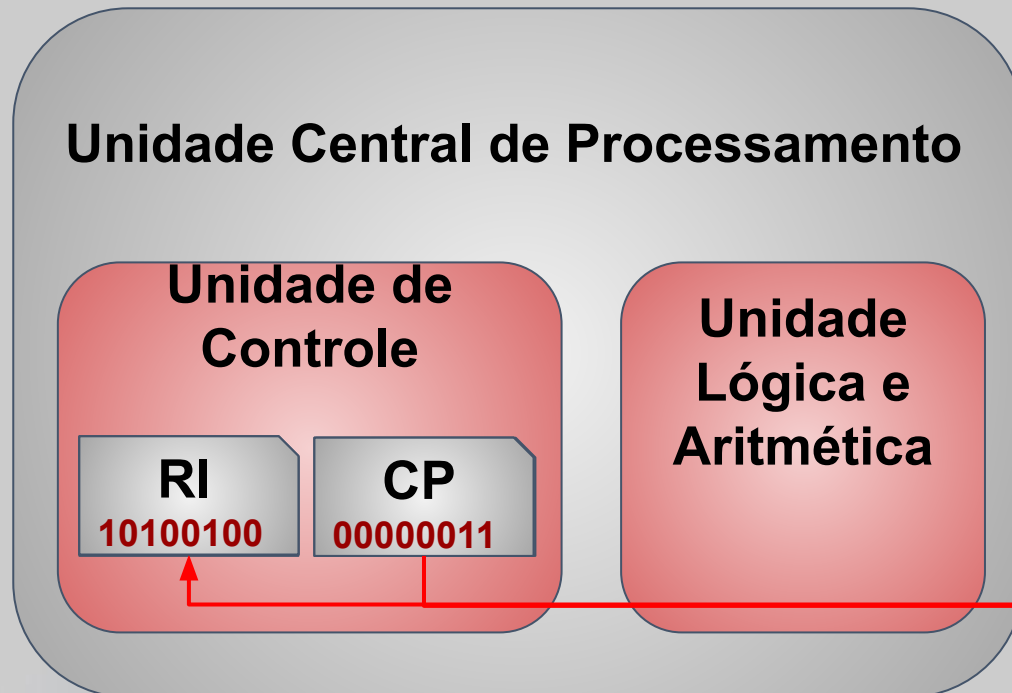 Unidade Central de Processamento
Unidade de
Controle
RI
10100100
CP
00000011
Unidade
Lógica e
Aritmética